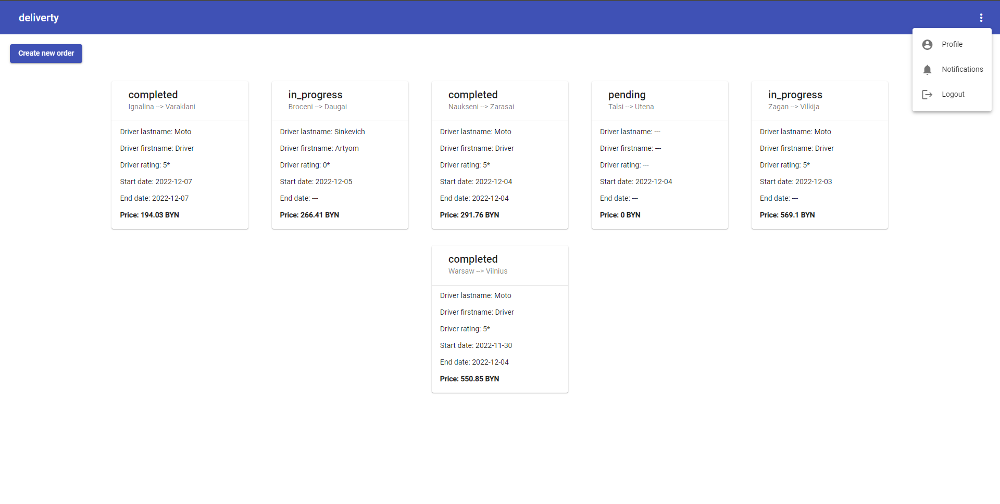 deliverty
Profile
Notifications
Logout
Create new order
completed
Ignalina --> Varaklani
Driver lastname: Moto
Driver firstname: Driver
Driver rating: 5*
Start date: 2022-12-07
End date: 2022-12-07
Price: 194.03 BYN
in_progress
Broceni --> Daugai
Driver lastname: Sinkevich
Driver firstname: Artyom
Driver rating: 0*
Start date: 2022-12-05
End date: ---
Price: 266.41 BYN
completed
Naukseni --> Zarasai
Driver lastname: Moto
Driver firstname: Driver
Driver rating: 5*
Start date: 2022-12-04
End date: 2022-12-04
Price: 291.76 BYN
pending
Talsi --> Utena
Driver lastname: ---
Driver firstname: ---
Driver rating: ---
Start date: 2022-12-04
End date: ---
Price: 0 BYN
in_progress
Zagan --> Vilkija
Driver lastname: Moto
Driver firstname: Driver
Driver rating: 5*
Start date: 2022-12-03
End date: ---
Price: 569.1 BYN
completed
Warsaw --> Vilnius
Driver lastname: Moto
Driver firstname: Driver
Driver rating: 5*
Start date: 2022-11-30
End date: 2022-12-04
Price: 550.85 BYN